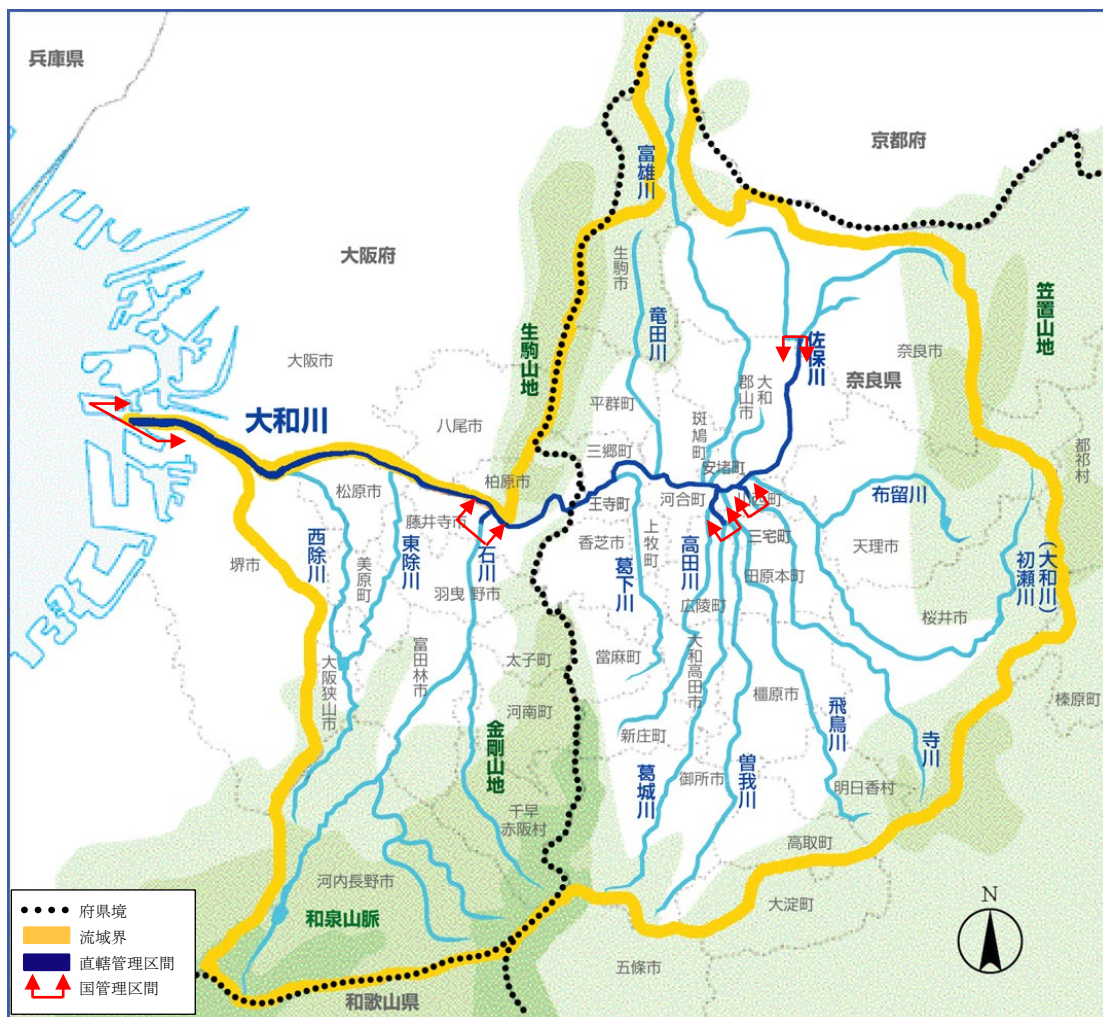 兵庫県
京都府
富雄川
大阪府
生駒市
笠置山地
竜田川
生駒山地
佐保川
大阪市
奈良市
奈良県
大和
郡山市
平群町
斑鳩町
大和川
八尾市
三郷町
安堵町
都祁村
柏原市
松原市
王寺町
河合町
川西町
布留川
藤井寺市
上牧町
三宅町
香芝市
天理市
西除川
東除川
石川
高田川
(大和川)
初瀬川
美原町
堺市
葛下川
田原本町
羽曳野市
広陵町
桜井市
富田林市
太子町
當麻町
大和高田市
大阪狭山市
橿原市
飛鳥川
榛原町
河南町
金剛山地
新庄町
寺川
曽我川
葛城川
御所市
明日香村
千早
赤阪村
高取町
河内長野市
大淀町
和泉山脈
五條市
和歌山県
N
府県境
流域界
直轄管理区間
国管理区間